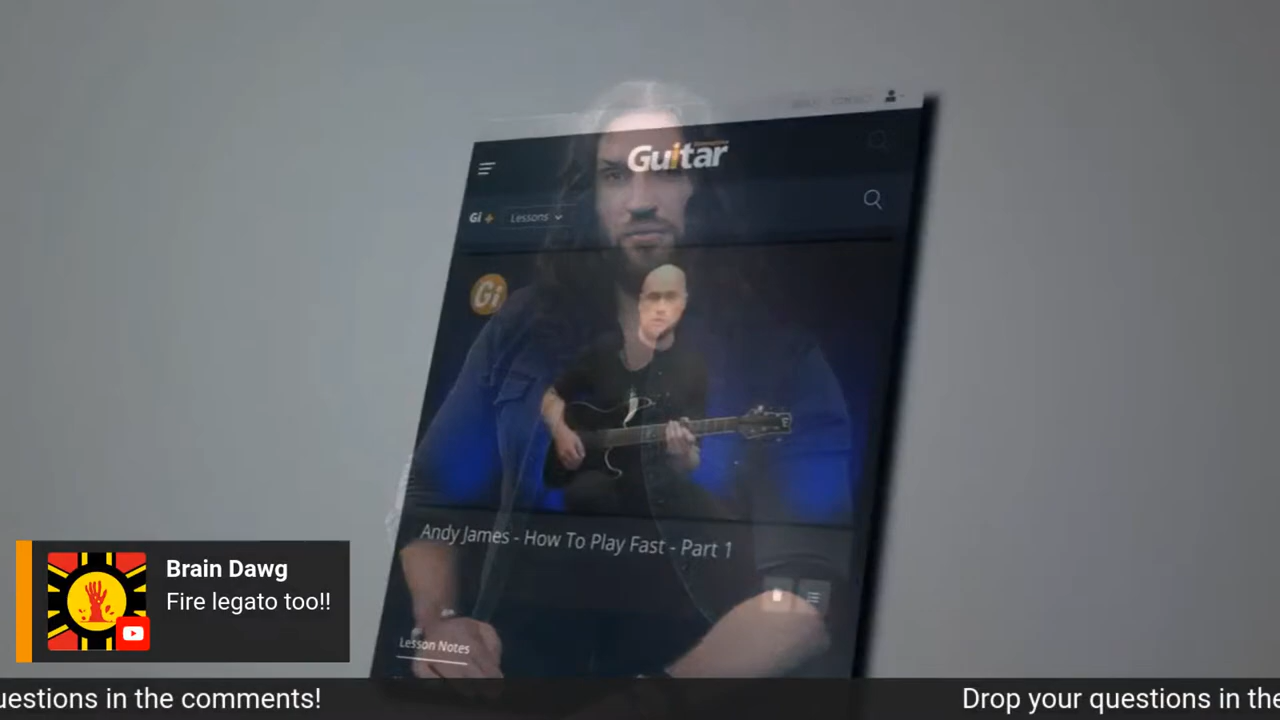 Guitar
Gi+ Lessons
Gi
Andy James - How To Play Fast - Part 1
Brain Dawg
Fire legato too!!
Lesson Notes
uestions in the comments!
Drop your questions in the